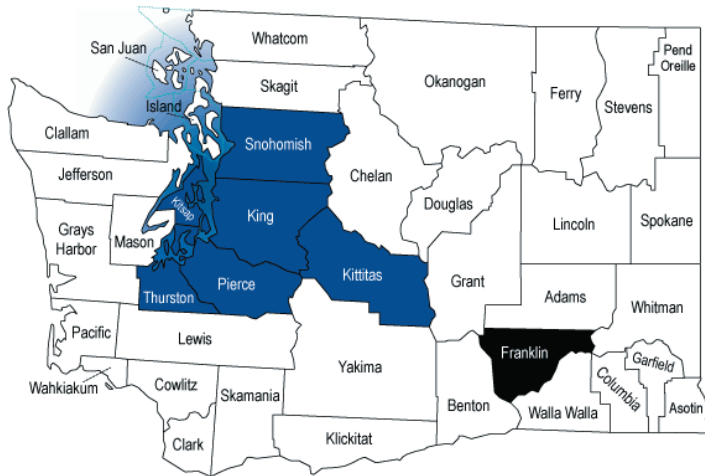 Whatcom
San Juan
Pend
Oreille
Okanogan
Skagit
Ferry
Stevens
Island
Clallam
Snohomish
Chelan
Jefferson
Douglas
Kitsap
King
Lincoln
Spokane
Grays
Harbor
Mason
Kittitas
Grant
Pierce
Adams
Thurston
Whitman
Pacific
Lewis
Franklin
Garfield
Yakima
Wahkiakum
Cowlitz
Skamania
Columbia
Benton
Walla Walla
Asotin
Clark
Klickitat